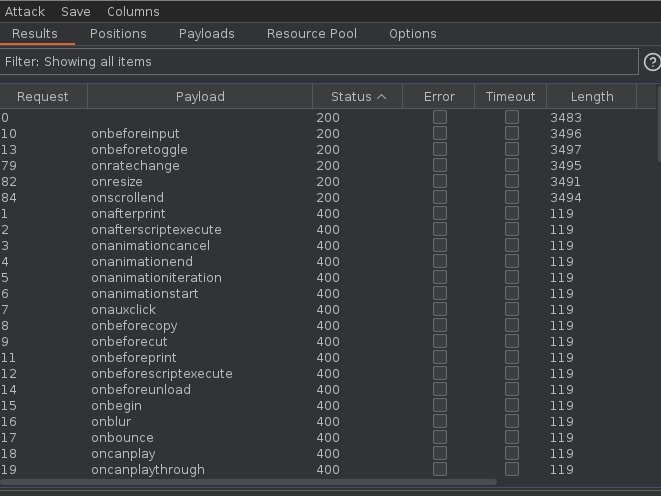 Attack Save Columns
Results Positions Payloads Resource Pool Options
Filter: Showing all items ?
Request Payload Status Error Timeout Length
0 200 3483
10 onbeforeinput 200 3496
13 onbeforetoggle 200 3497
79 onratechange 200 3495
82 onresize 200 3491
84 onscrollend 200 3494
1 onafterprint 400 119
2 onafterscriptexecute 400 119
3 onanimationcancel 400 119
4 onanimationend 400 119
5 onanimationiteration 400 119
6 onanimationstart 400 119
7 onauxclick 400 119
8 onbeforecopy 400 119
9 onbeforecut 400 119
11 onbeforeprint 400 119
12 onbeforescriptexecute 400 119
14 onbeforeunload 400 119
15 onbegin 400 119
16 onblur 400 119
17 onbounce 400 119
18 oncanplay 400 119
19 oncanplaythrough 400 119